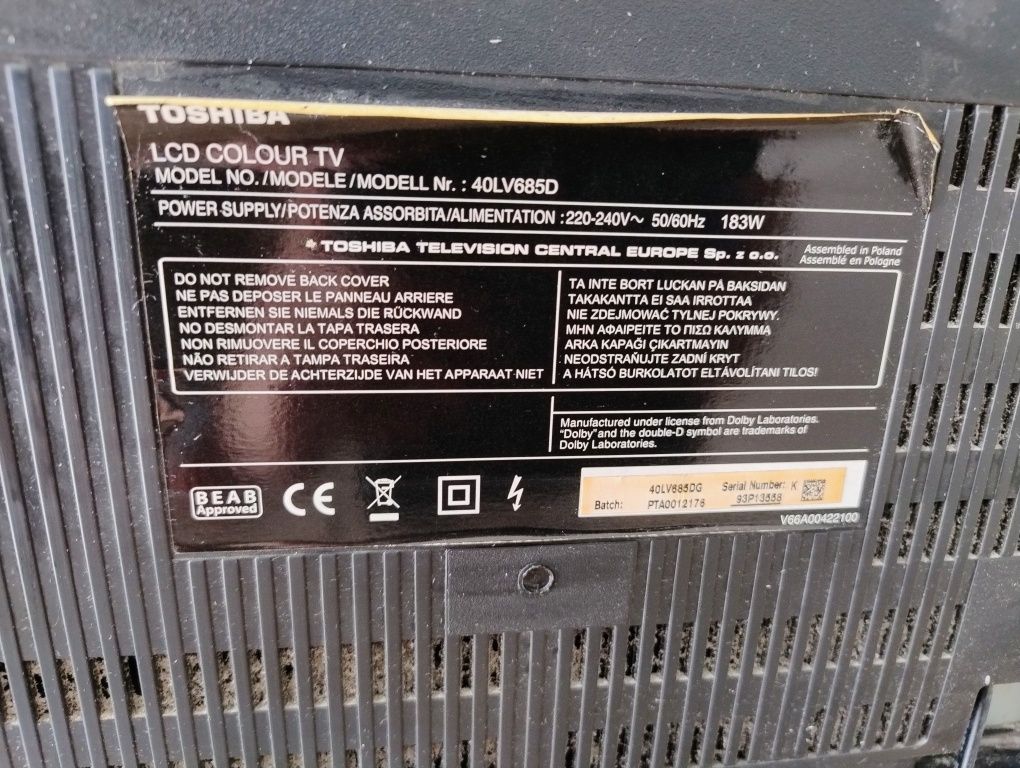 TOSHIBA
LCD COLOUR TV
MODEL NO./MODELE/MODELL Nr. : 40LV685D
POWER SUPPLY/POTENZA ASSORBITA/ALIMENTATION : 220-240V~ 50/60Hz 183W
* TOSHIBA TELEVISION CENTRAL EUROPE Sp. z o.o.
Assembled in Poland
Assemblé en Pologne
DO NOT REMOVE BACK COVER
NE PAS DEPOSER LE PANNEAU ARRIERE
ENTFERNEN SIE NIEMALS DIE RÜCKWAND
NO DESMONTAR LA TAPA TRASERA
NON RIMUOVERE IL COPERCHIO POSTERIORE
NÃO RETIRAR A TAMPA TRASEIRA
VERWIJDER DE ACHTERZIJDE VAN HET APPARAAT NIET
TA INTE BORT LUCKAN PÅ BAKSIDAN
TAKAKANTTA EI SAA IRROTTAA
NIE ZDEJMOWAĆ TYLNEJ POKRYWY.
ΜΗΝ ΑΦΑΙΡΕΙΤΕ ΤΟ ΠΙΣΩ ΚΑΛΥΜΜΑ
ARKA KAPAĞI ÇIKARTMAYIN
NEODSTRAŇUJTE ZADNÍ KRYT
A HÁTSÓ BURKOLATOT ELTÁVOLÍTANI TILOS!
Manufactured under license from Dolby Laboratories.
"Dolby" and the double-D symbol are trademarks of
Dolby Laboratories.
BEAB
Approved
CE
40LV685DG Serial Number: K
Batch: PTA0012176 93P13558
V66A00422100